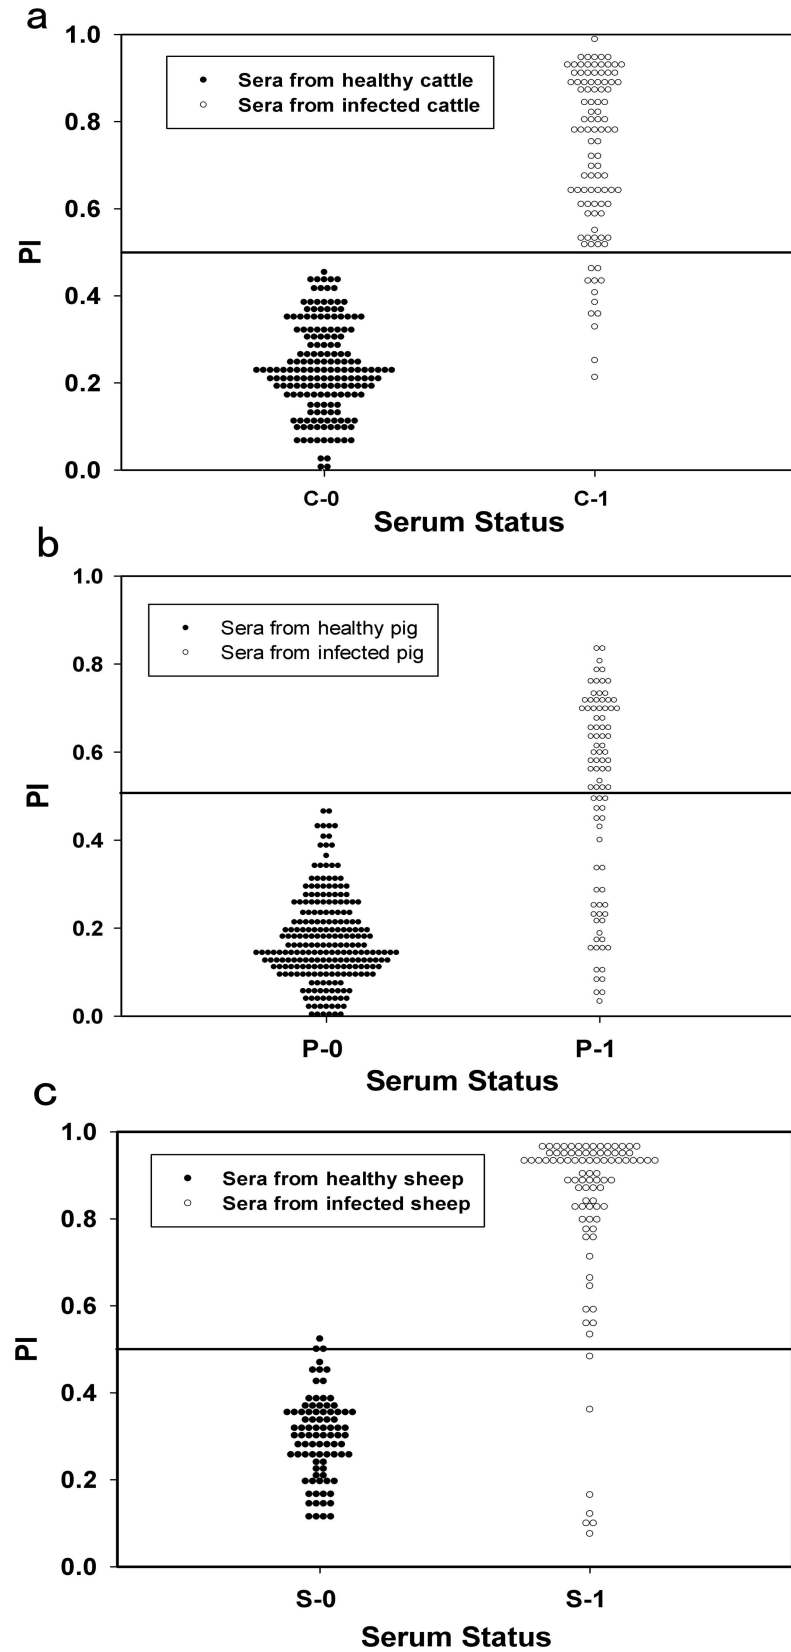 a
1.0
Sera from healthy cattle
Sera from infected cattle
0.8
0.6
PI
0.4
0.2
0.0
C-0 C-1
Serum Status
b
1.0
Sera from healthy pig
Sera from infected pig
0.8
0.6
PI
0.4
0.2
0.0
P-0 P-1
Serum Status
c
1.0
Sera from healthy sheep
Sera from infected sheep
0.8
0.6
PI
0.4
0.2
0.0
S-0 S-1
Serum Status